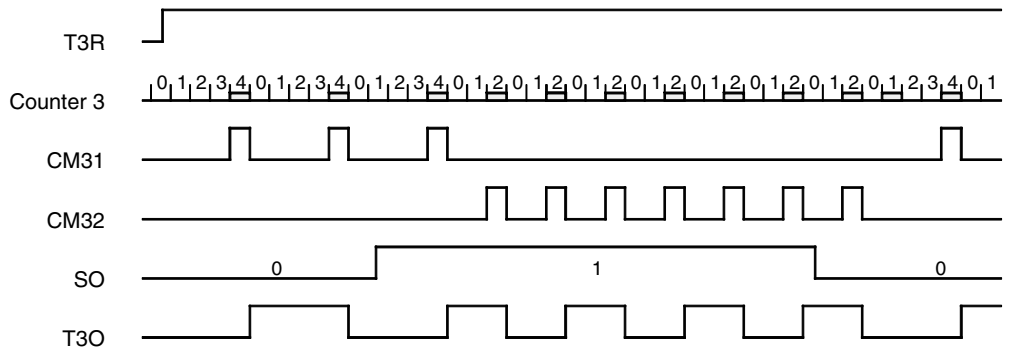 T3R
Counter 3 0 1 2 3 4 0 1 2 3 4 0 1 2 3 4 0 1 2 0 1 2 0 1 2 0 1 2 0 1 2 0 1 2 0 1 2 0 1 2 3 4 0 1
CM31
CM32
SO 0 1 0
T3O